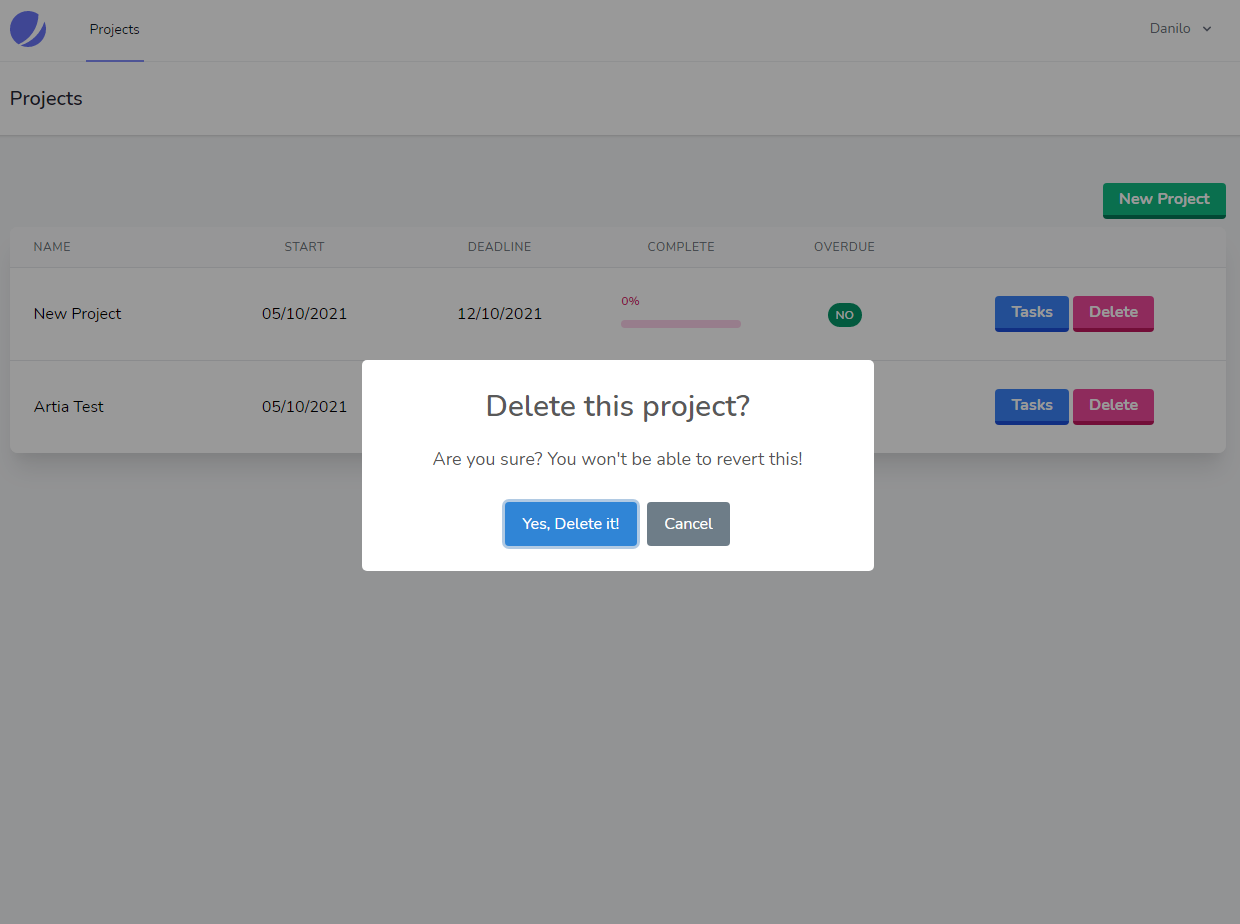 Projects
Danilo
Projects
New Project
NAME START DEADLINE COMPLETE OVERDUE
New Project 05/10/2021 12/10/2021 0% NO Tasks Delete
Artia Test 05/10/2021 Tasks Delete
Delete this project?
Are you sure? You won't be able to revert this!
Yes, Delete it! Cancel